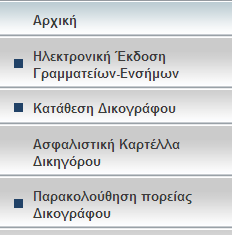 Αρχική
Ηλεκτρονική Έκδοση
Γραμματείων-Ενσήμων
Κατάθεση Δικογράφου
Ασφαλιστική Καρτέλλα
Δικηγόρου
Παρακολούθηση πορείας
Δικογράφου